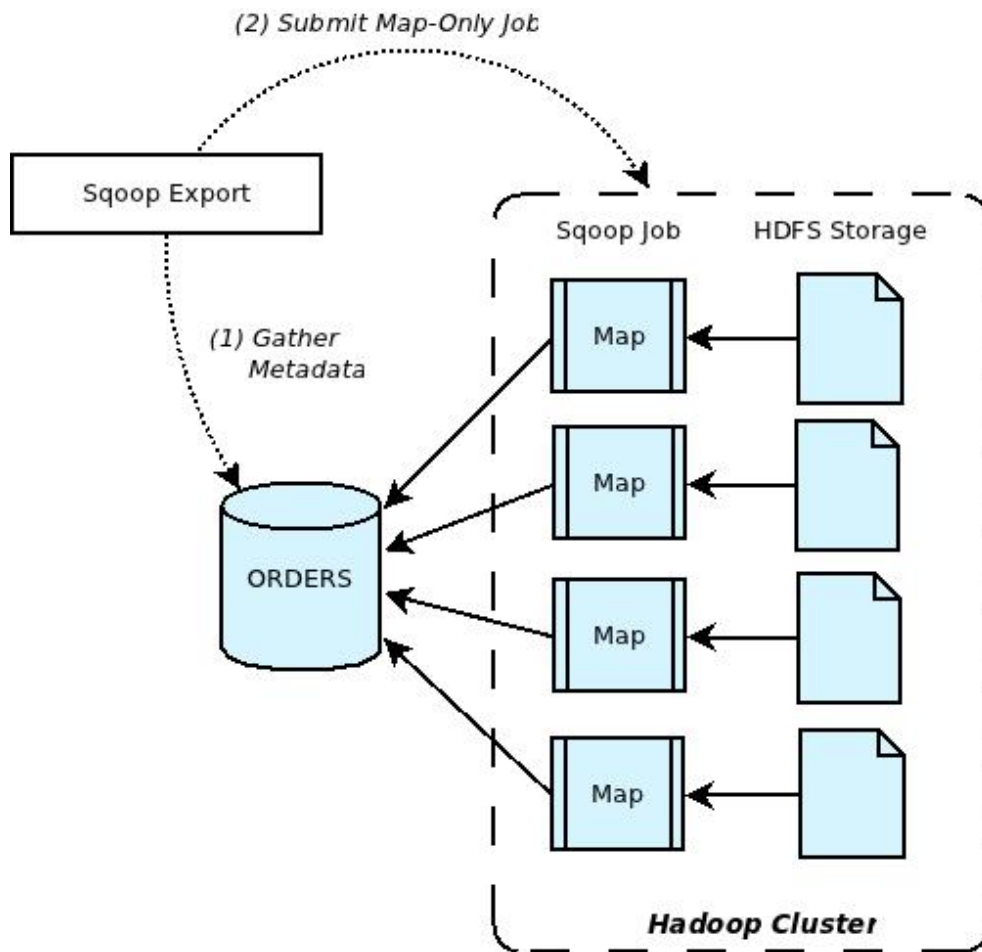 (2) Submit Map-Only Job
Sqoop Export
Sqoop Job
HDFS Storage
Map
(1) Gather
Metadata
Map
ORDERS
Map
Map
Hadoop Cluster